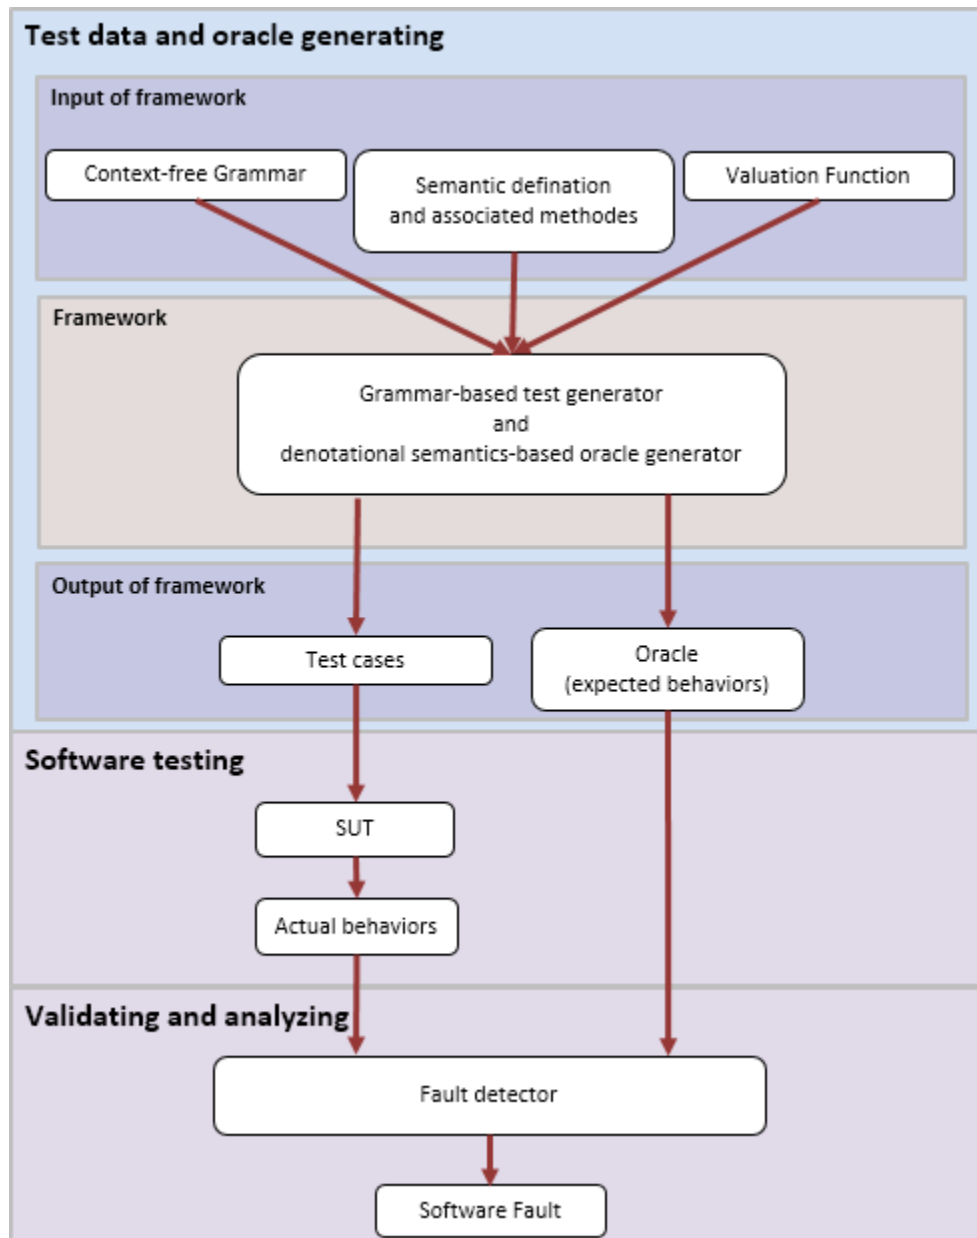 Test data and oracle generating
Input of framework
Context-free Grammar
Semantic defination
and associated methodes
Valuation Function
Framework
Grammar-based test generator
and
denotational semantics-based oracle generator
Output of framework
Test cases
Oracle
(expected behaviors)
Software testing
SUT
Actual behaviors
Validating and analyzing
Fault detector
Software Fault